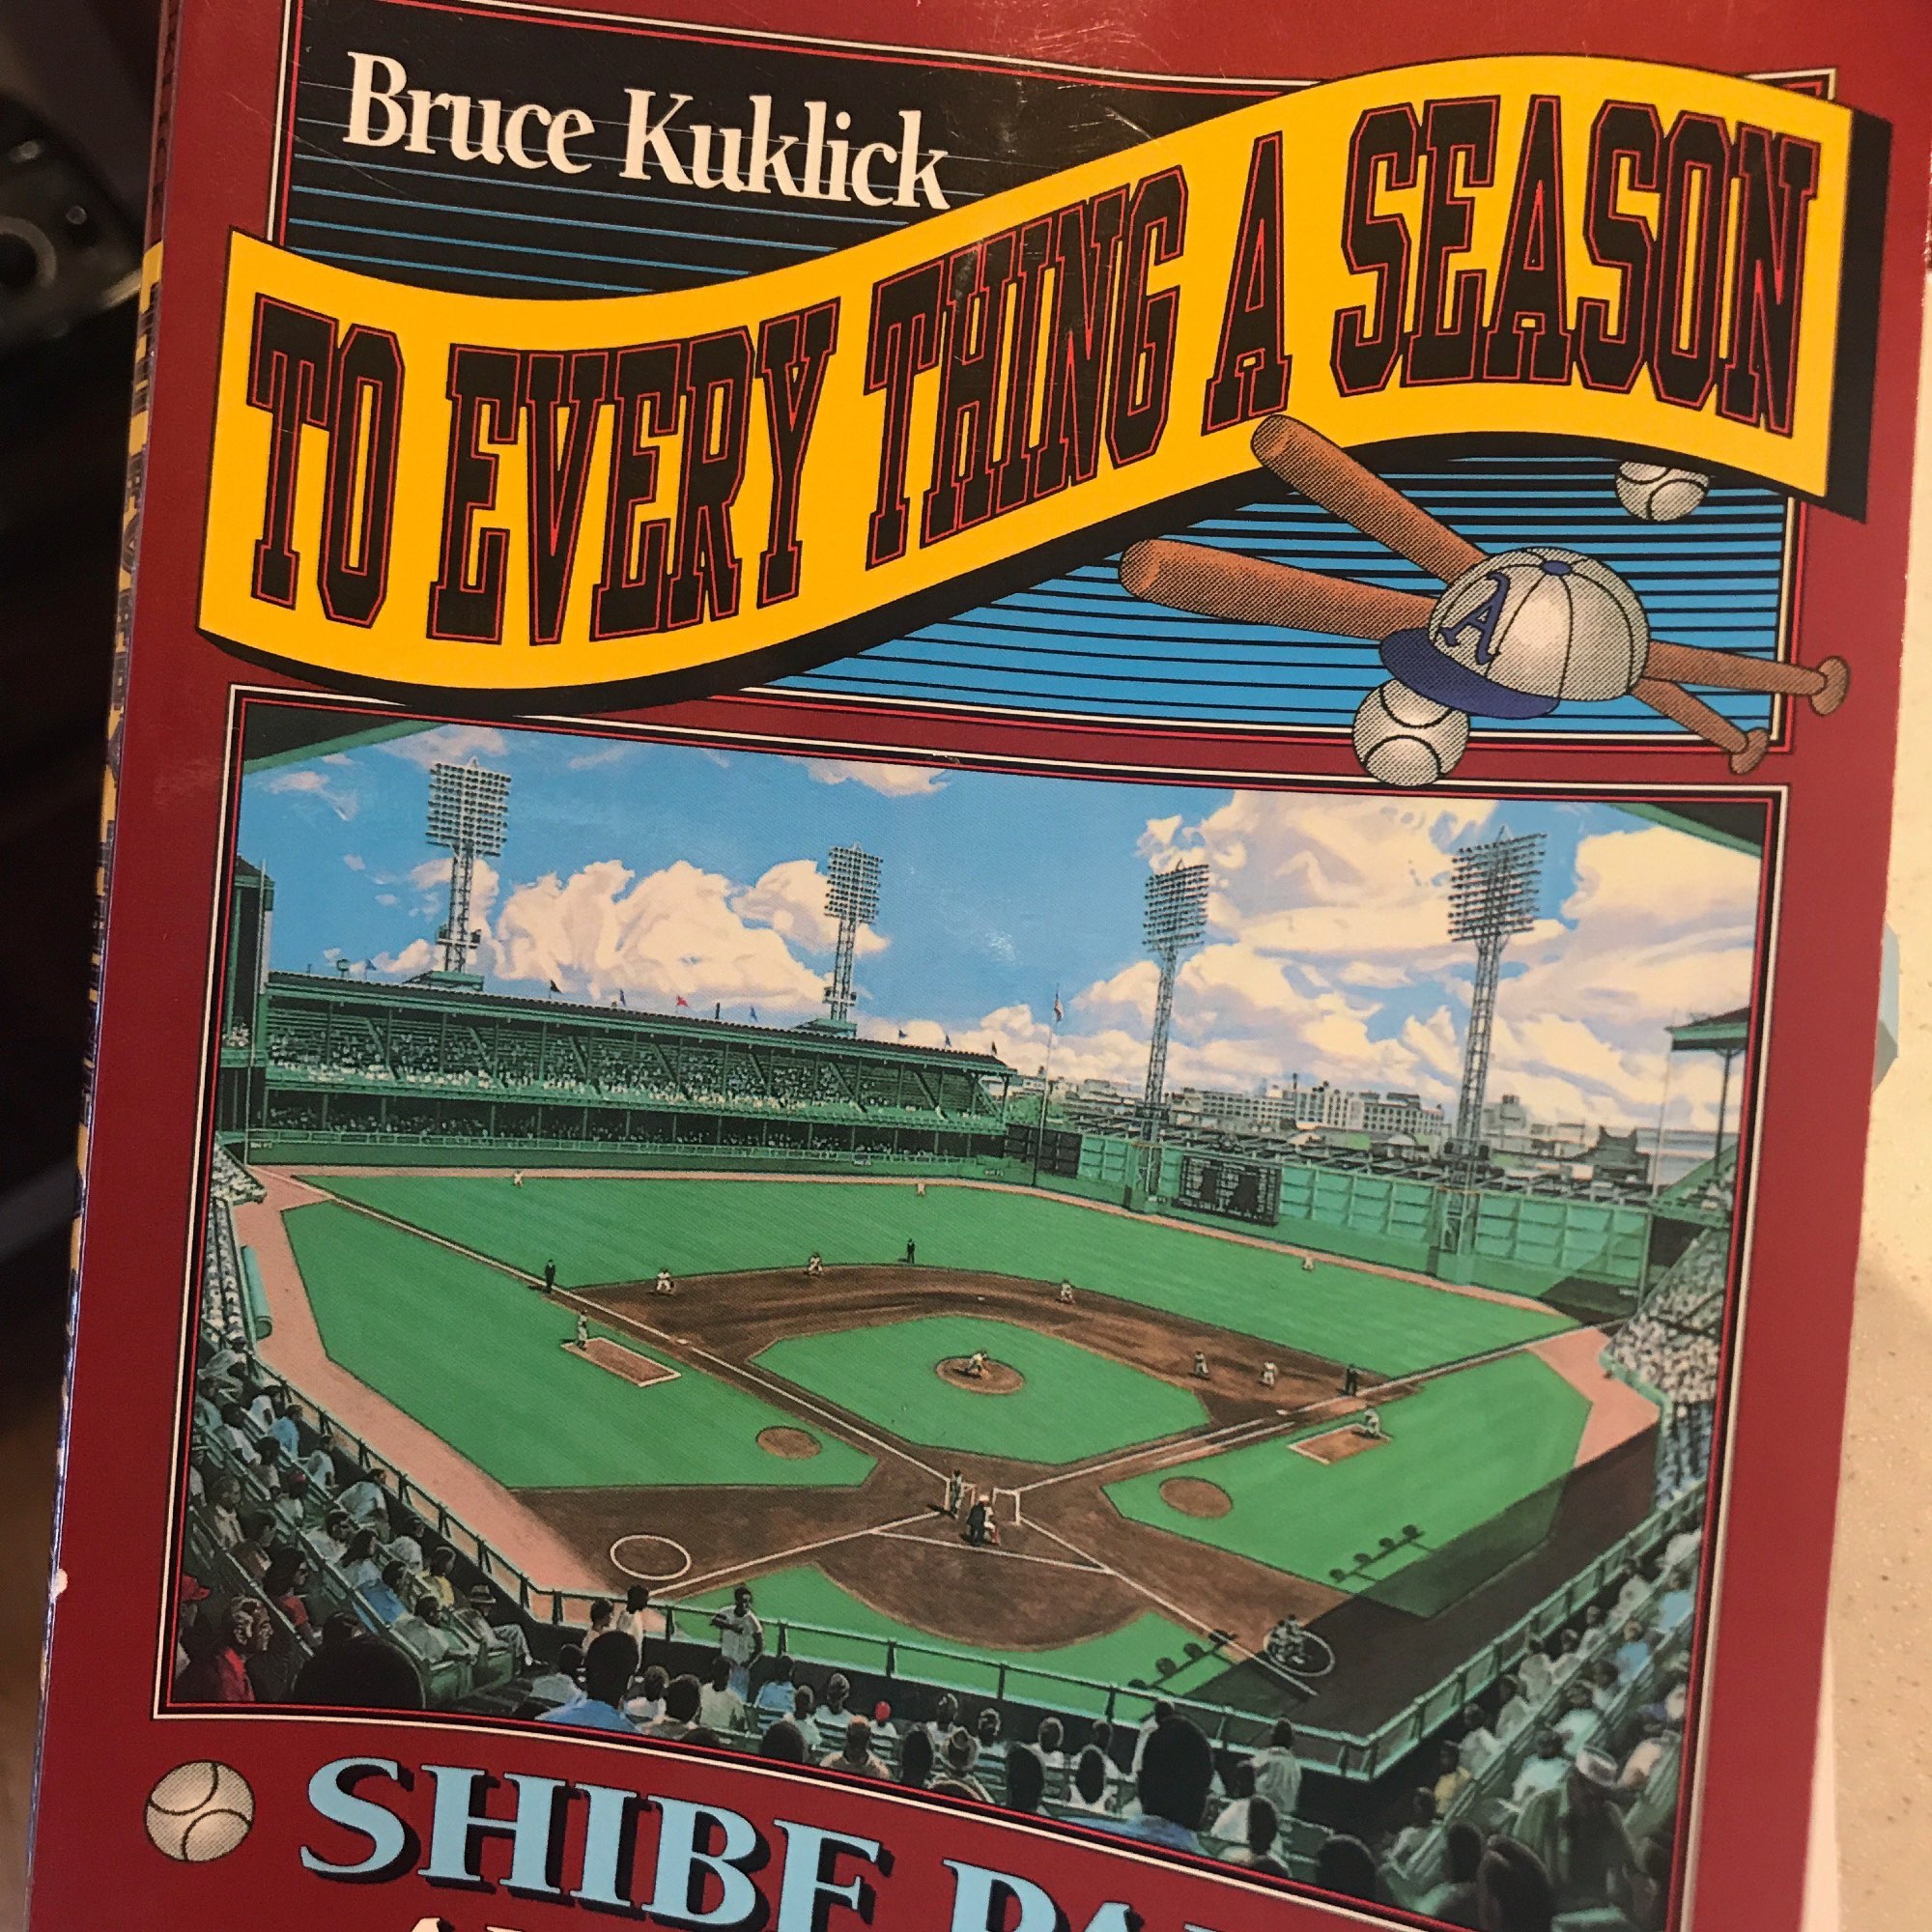 Bruce Kuklick
TO EVERY THING A SEASON
A
SHIBE